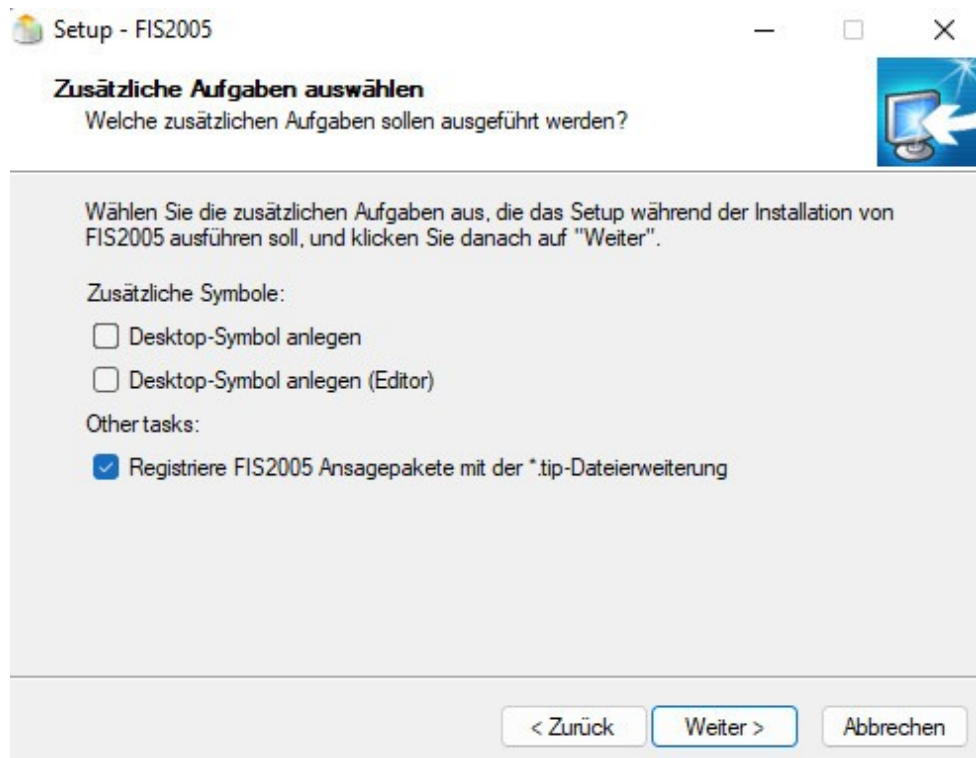 Setup - FIS2005
Zusätzliche Aufgaben auswählen
Welche zusätzlichen Aufgaben sollen ausgeführt werden?
Wählen Sie die zusätzlichen Aufgaben aus, die das Setup während der Installation von
FIS2005 ausführen soll, und klicken Sie danach auf "Weiter".
Zusätzliche Symbole:
Desktop-Symbol anlegen
Desktop-Symbol anlegen (Editor)
Other tasks:
Registriere FIS2005 Ansagepakete mit der *.tip-Dateierweiterung
< Zurück Weiter > Abbrechen